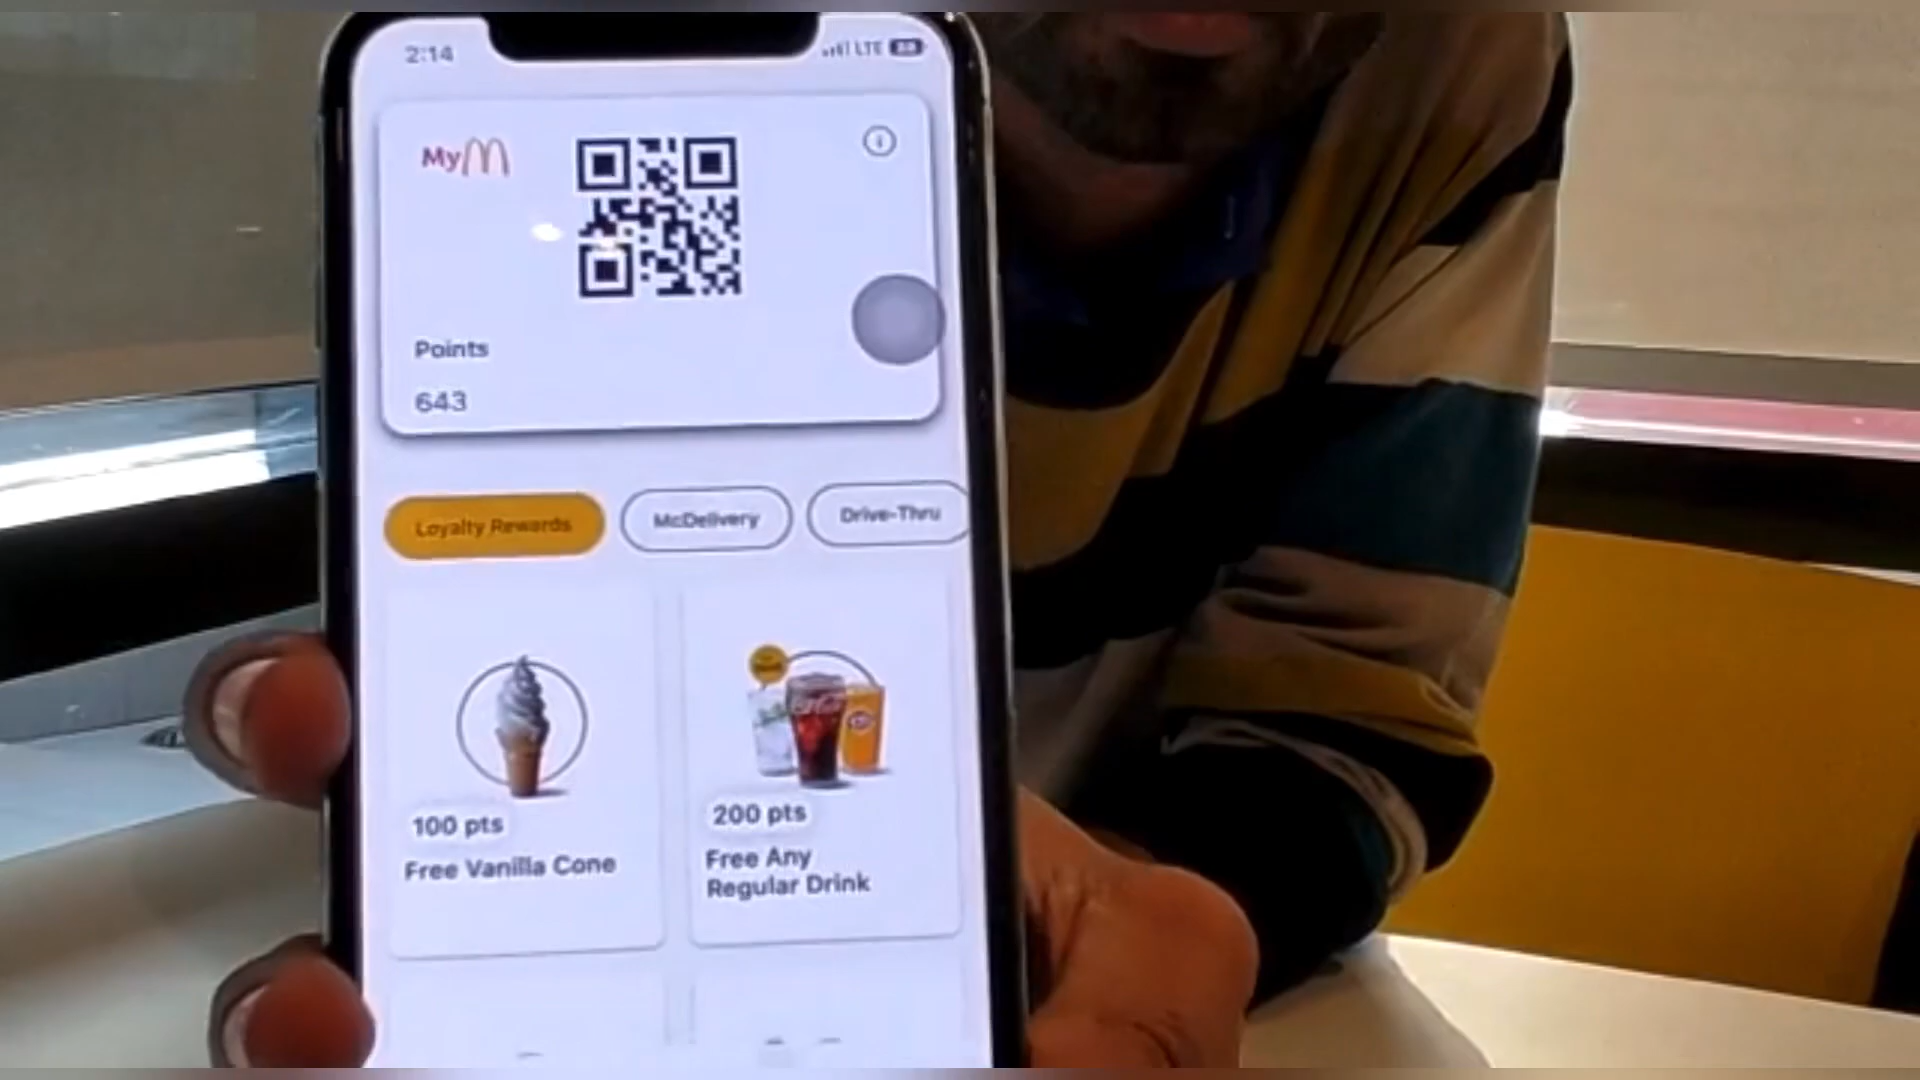 2:14
LTE
My
Points
643
Loyalty Rewards
McDelivery
Drive-Thru
100 pts
Free Vanilla Cone
200 pts
Free Any
Regular Drink